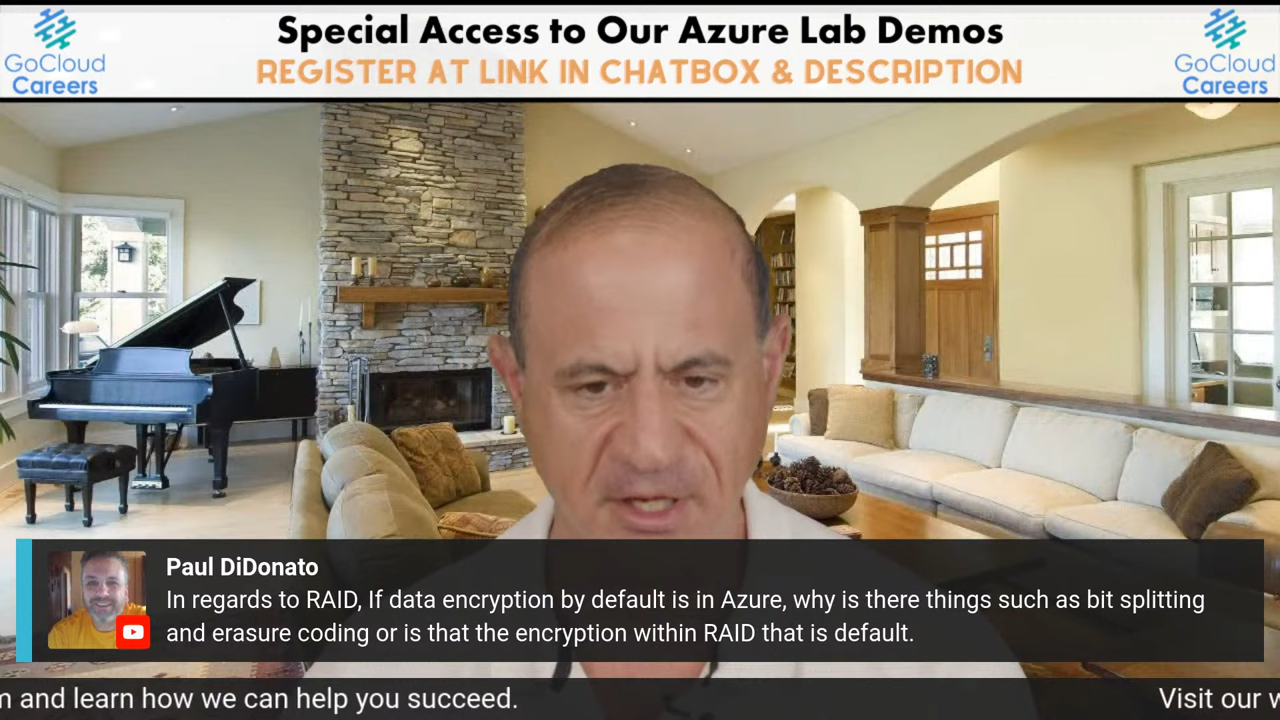 Special Access to Our Azure Lab Demos
REGISTER AT LINK IN CHATBOX & DESCRIPTION
GoCloud
Careers
GoCloud
Careers
Paul DiDonato
In regards to RAID, If data encryption by default is in Azure, why is there things such as bit splitting
and erasure coding or is that the encryption within RAID that is default.
and learn how we can help you succeed.
Visit our